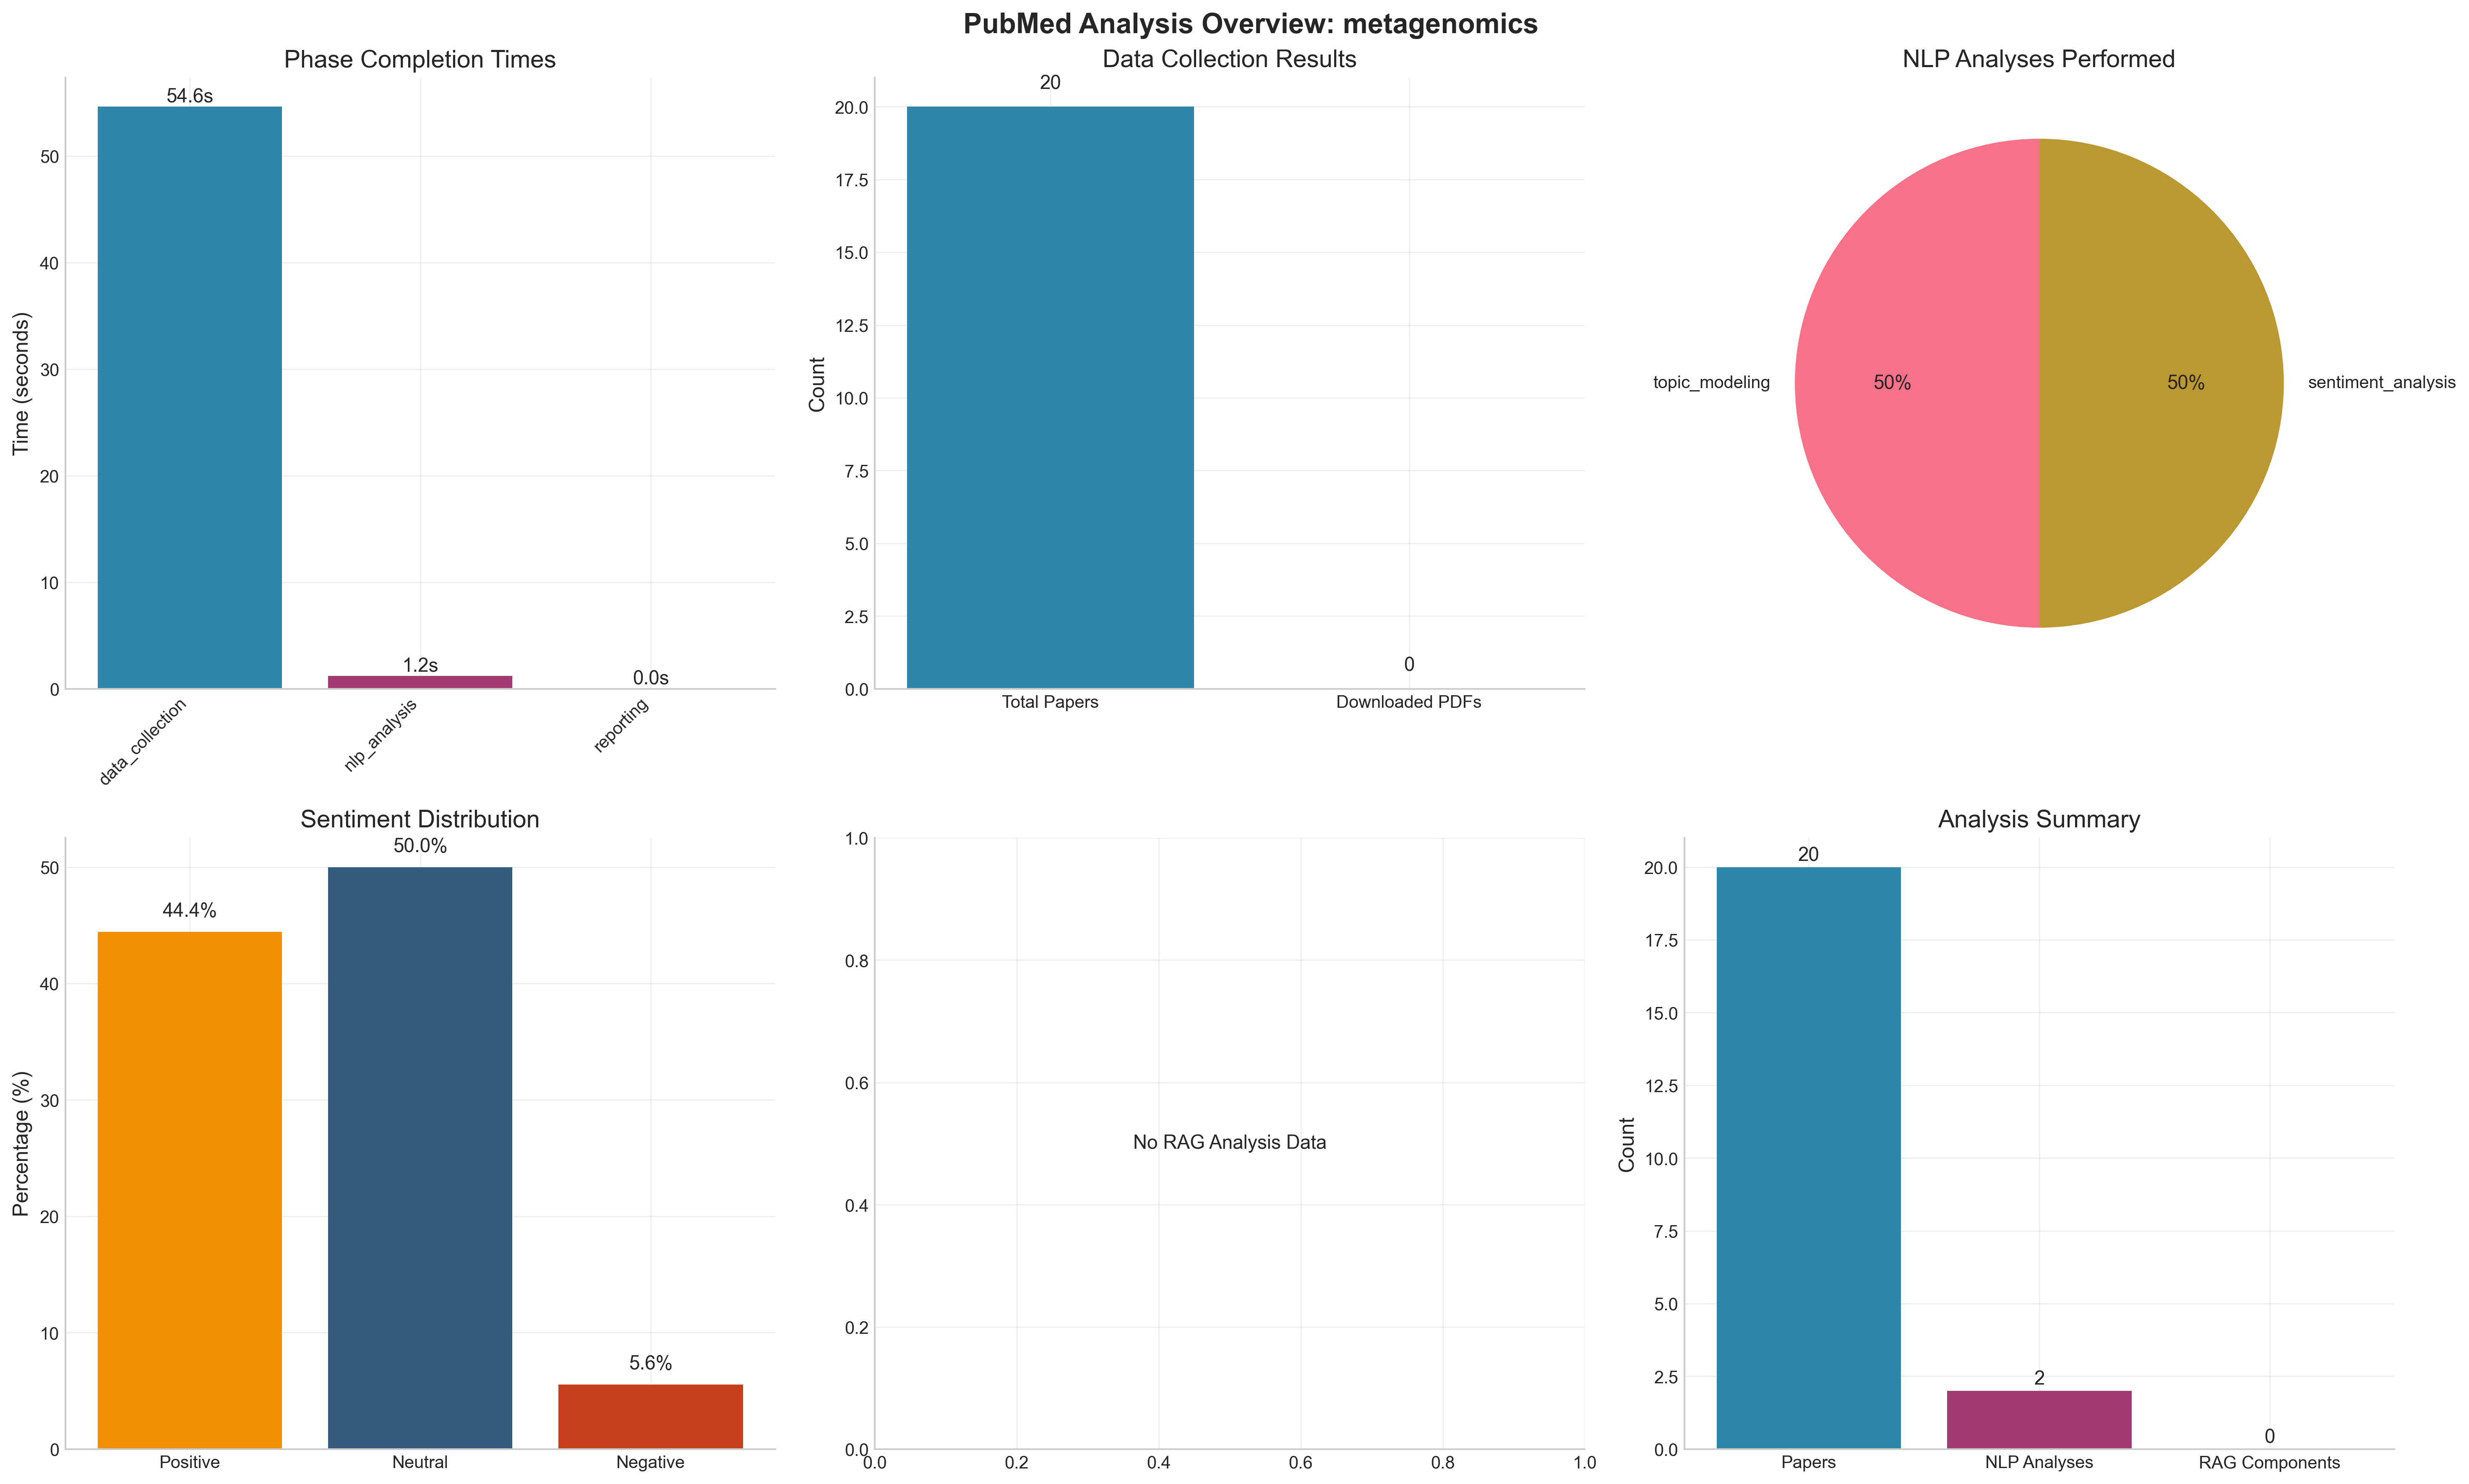 PubMed Analysis Overview: metagenomics
Phase Completion Times
Time (seconds)
50
40
30
20
10
0
54.6s
1.2s
0.0s
data_collection
nlp_analysis
reporting
Data Collection Results
Count
20.0
17.5
15.0
12.5
10.0
7.5
5.0
2.5
0.0
20
0
Total Papers
Downloaded PDFs
NLP Analyses Performed
topic_modeling
50%
50%
sentiment_analysis
Sentiment Distribution
Percentage (%)
50
40
30
20
10
0
44.4%
50.0%
5.6%
Positive
Neutral
Negative
1.0
0.8
0.6
0.4
0.2
0.0
No RAG Analysis Data
0.0
0.2
0.4
0.6
0.8
1.0
Analysis Summary
Count
20.0
17.5
15.0
12.5
10.0
7.5
5.0
2.5
0.0
20
2
0
Papers
NLP Analyses
RAG Components